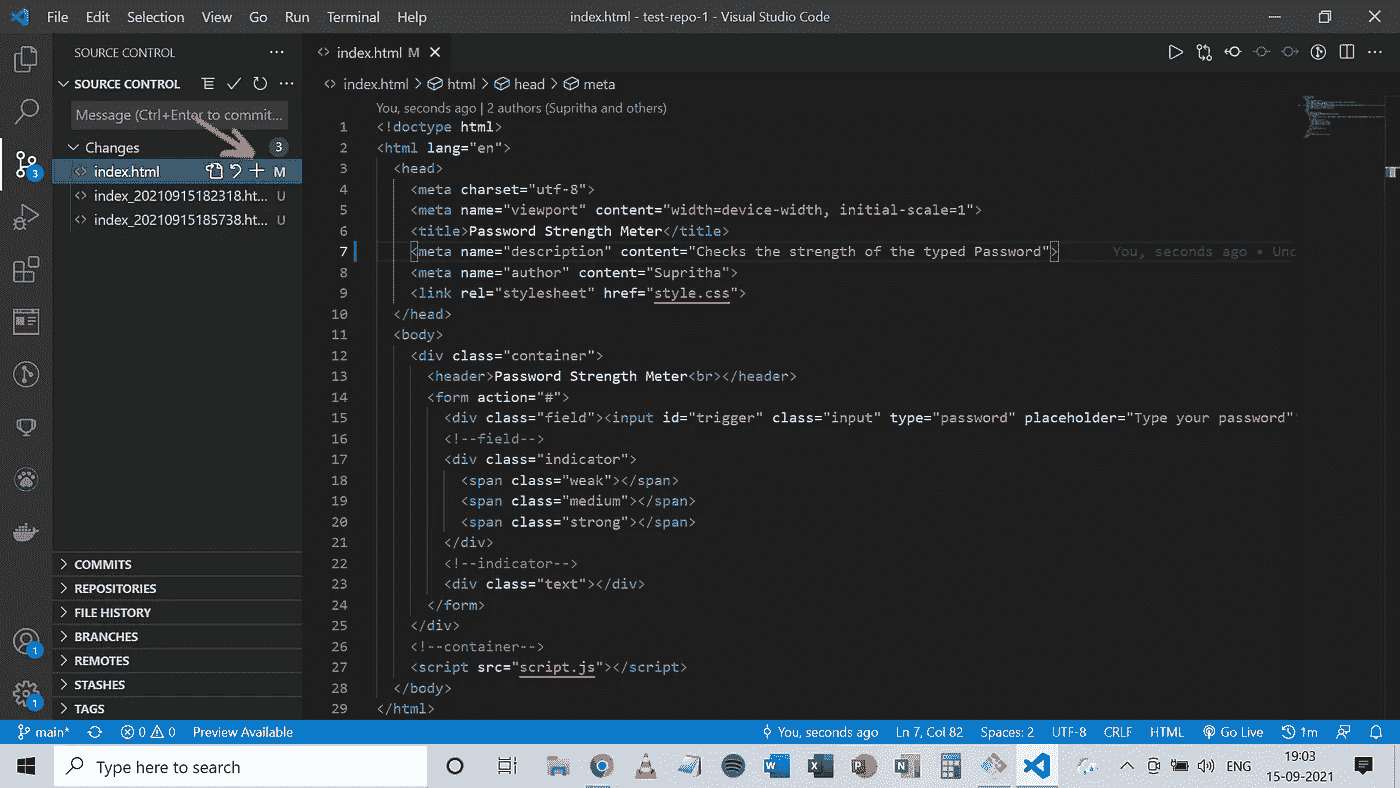 File Edit Selection View Go Run Terminal Help index.html - test-repo-1 - Visual Studio Code
SOURCE CONTROL
SOURCE CONTROL
Message (Ctrl+Enter to commit...
Changes 3
index.html M
index_20210915182318.ht... U
index_20210915185738.ht... U
3
COMMITS
REPOSITORIES
FILE HISTORY
BRANCHES
REMOTES
STASHES
TAGS
1
1
index.html M
index.html > html > head > meta
You, seconds ago | 2 authors (Supritha and others)
1 <!doctype html>
2 <html lang="en">
3 <head>
4 <meta charset="utf-8">
5 <meta name="viewport" content="width=device-width, initial-scale=1">
6 <title>Password Strength Meter</title>
7 <meta name="description" content="Checks the strength of the typed Password"> You, seconds ago • Unc
8 <meta name="author" content="Supritha">
9 <link rel="stylesheet" href="style.css">
10 </head>
11 <body>
12 <div class="container">
13 <header>Password Strength Meter<br></header>
14 <form action="#">
15 <div class="field"><input id="trigger" class="input" type="password" placeholder="Type your password"
16 <!--field-->
17 <div class="indicator">
18 <span class="weak"></span>
19 <span class="medium"></span>
20 <span class="strong"></span>
21 </div>
22 <!--indicator-->
23 <div class="text"></div>
24 </form>
25 </div>
26 <!--container-->
27 <script src="script.js"></script>
28 </body>
29 </html>
main* 0 0 Preview Available You, seconds ago Ln 7, Col 82 Spaces: 2 UTF-8 CRLF HTML Go Live 1m
Type here to search ENG
19:03
15-09-2021